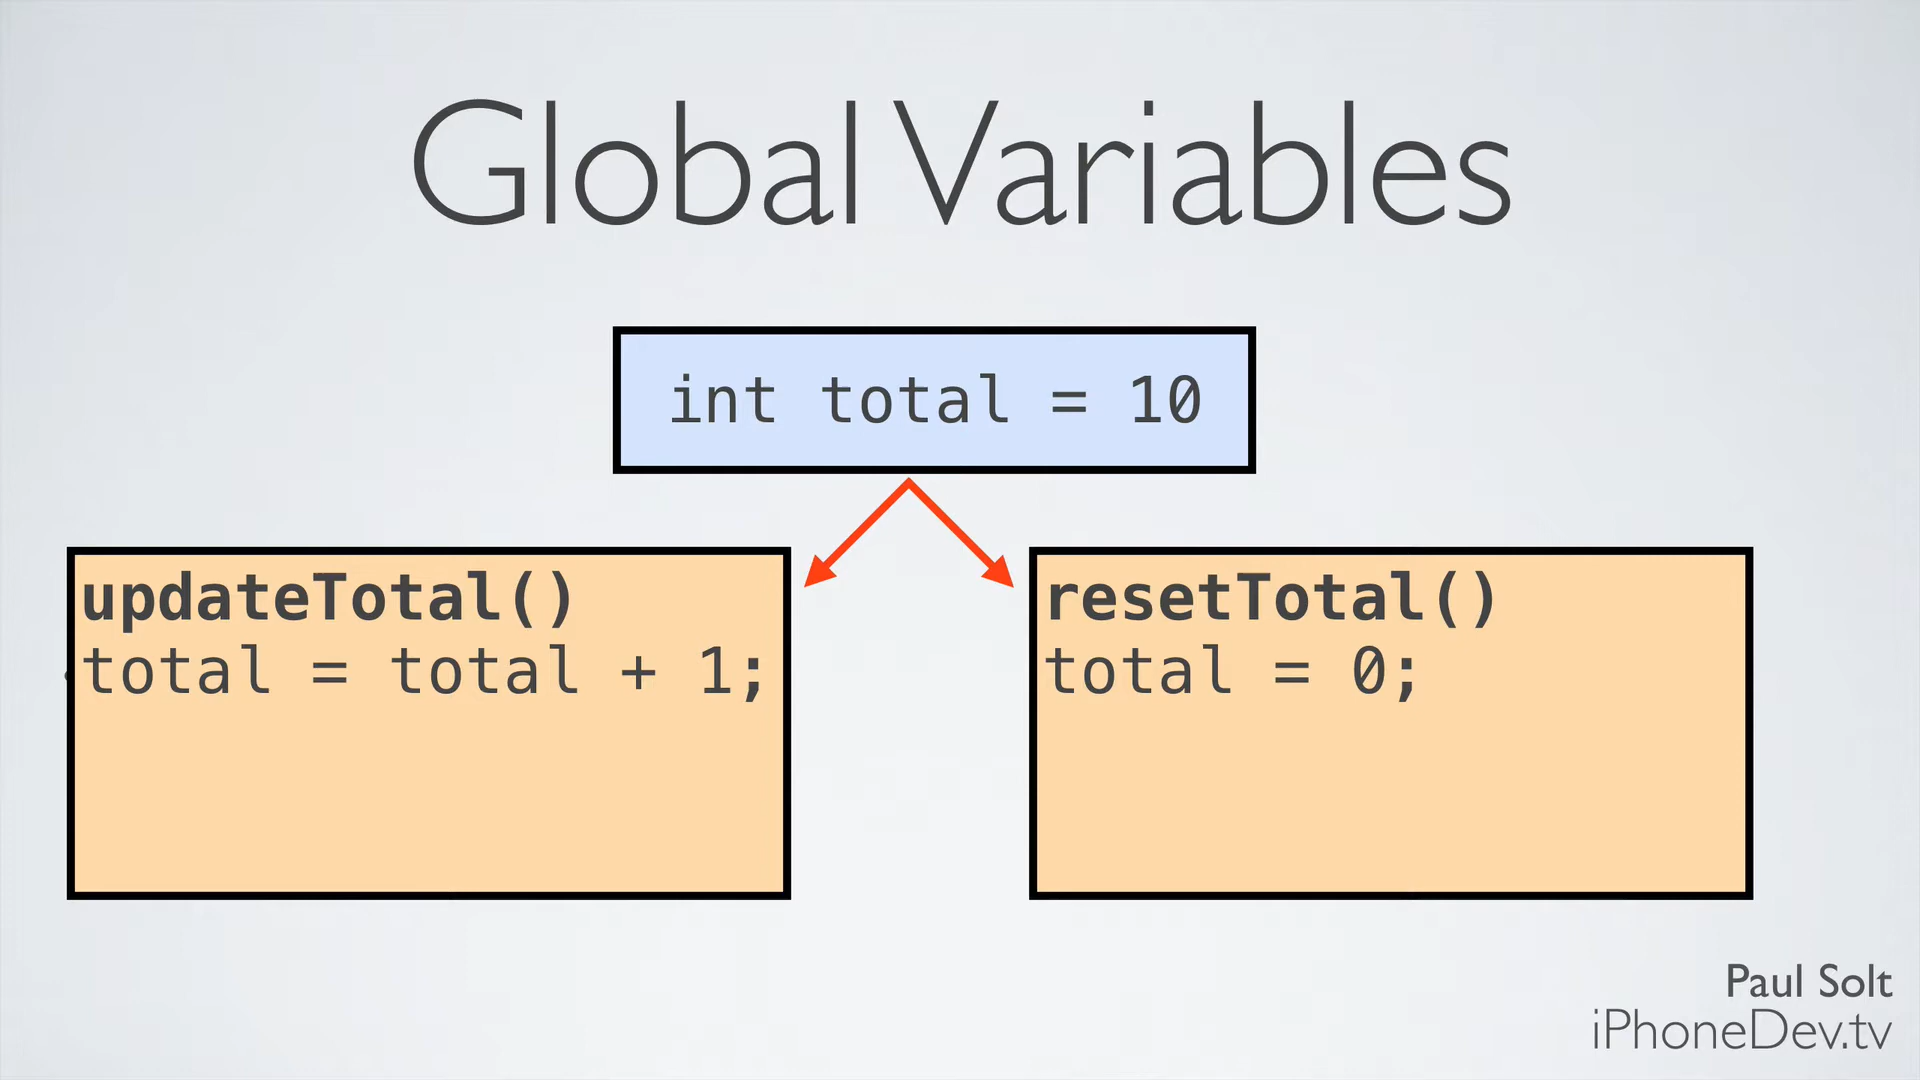 Global Variables
int total = 10
updateTotal()
total = total + 1;
resetTotal()
total = 0;
Paul Solt
iPhoneDev.tv